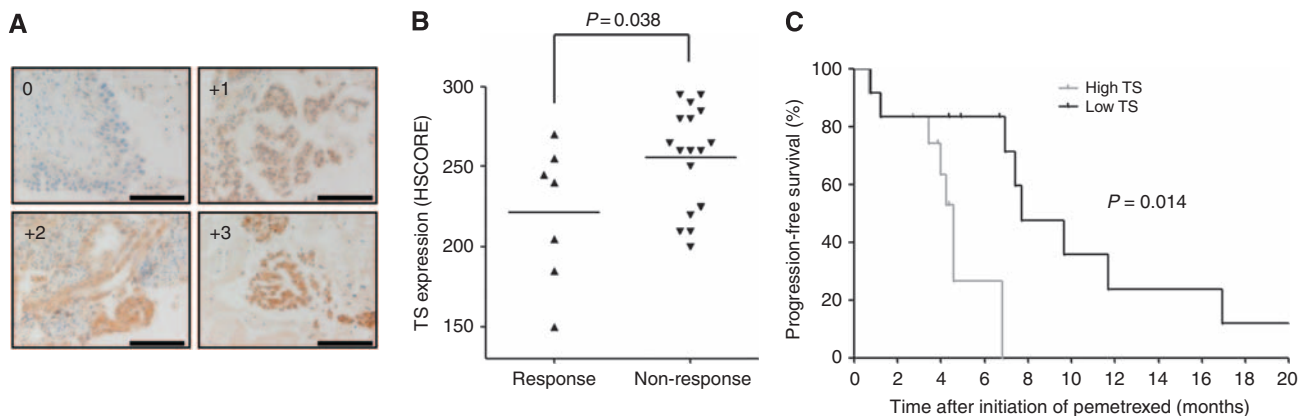 A
0
+1
+2
+3
B
P = 0.038
TS expression (HSCORE)
300
250
200
150
Response
Non-response
C
Progression-free survival (%)
100
80
60
40
20
0
High TS
Low TS
P = 0.014
0 2 4 6 8 10 12 14 16 18 20
Time after initiation of pemetrexed (months)